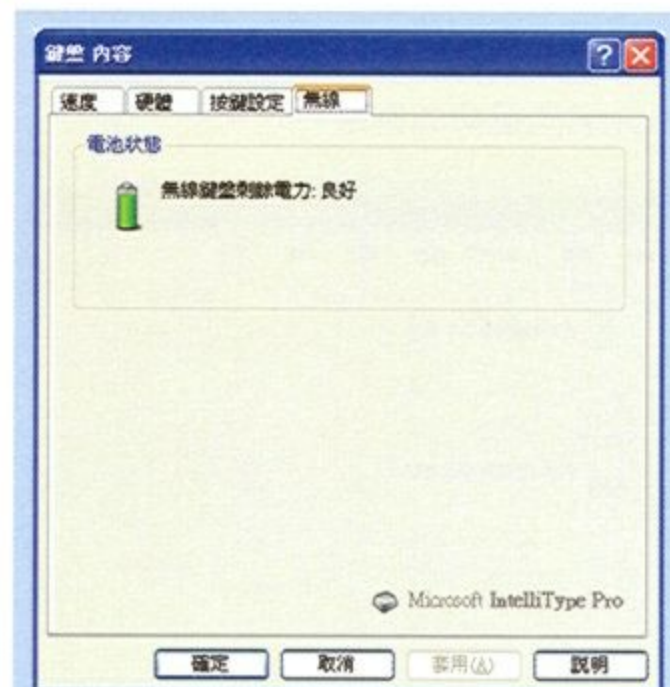 鍵盤 內容
速度 硬體 按鍵設定 無線
電池狀態
無線鍵盤剩餘電力: 良好
Microsoft IntelliType Pro
確定 取消 套用(A) 說明